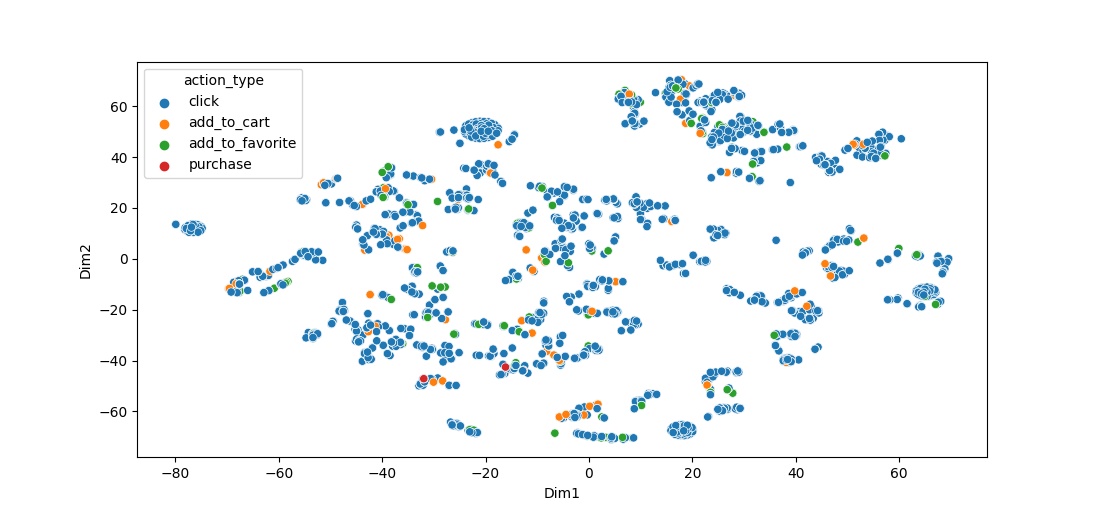 action_type
click
add_to_cart
add_to_favorite
purchase
60
40
20
0
−20
−40
−60
Dim2
−80 −60 −40 −20 0 20 40 60
Dim1